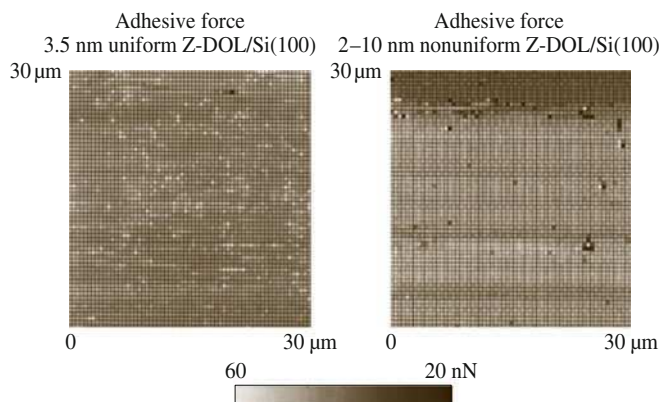 Adhesive force
3.5 nm uniform Z-DOL/Si(100)
30 µm
0
30 µm
Adhesive force
2–10 nm nonuniform Z-DOL/Si(100)
30 µm
0
30 µm
60
20 nN